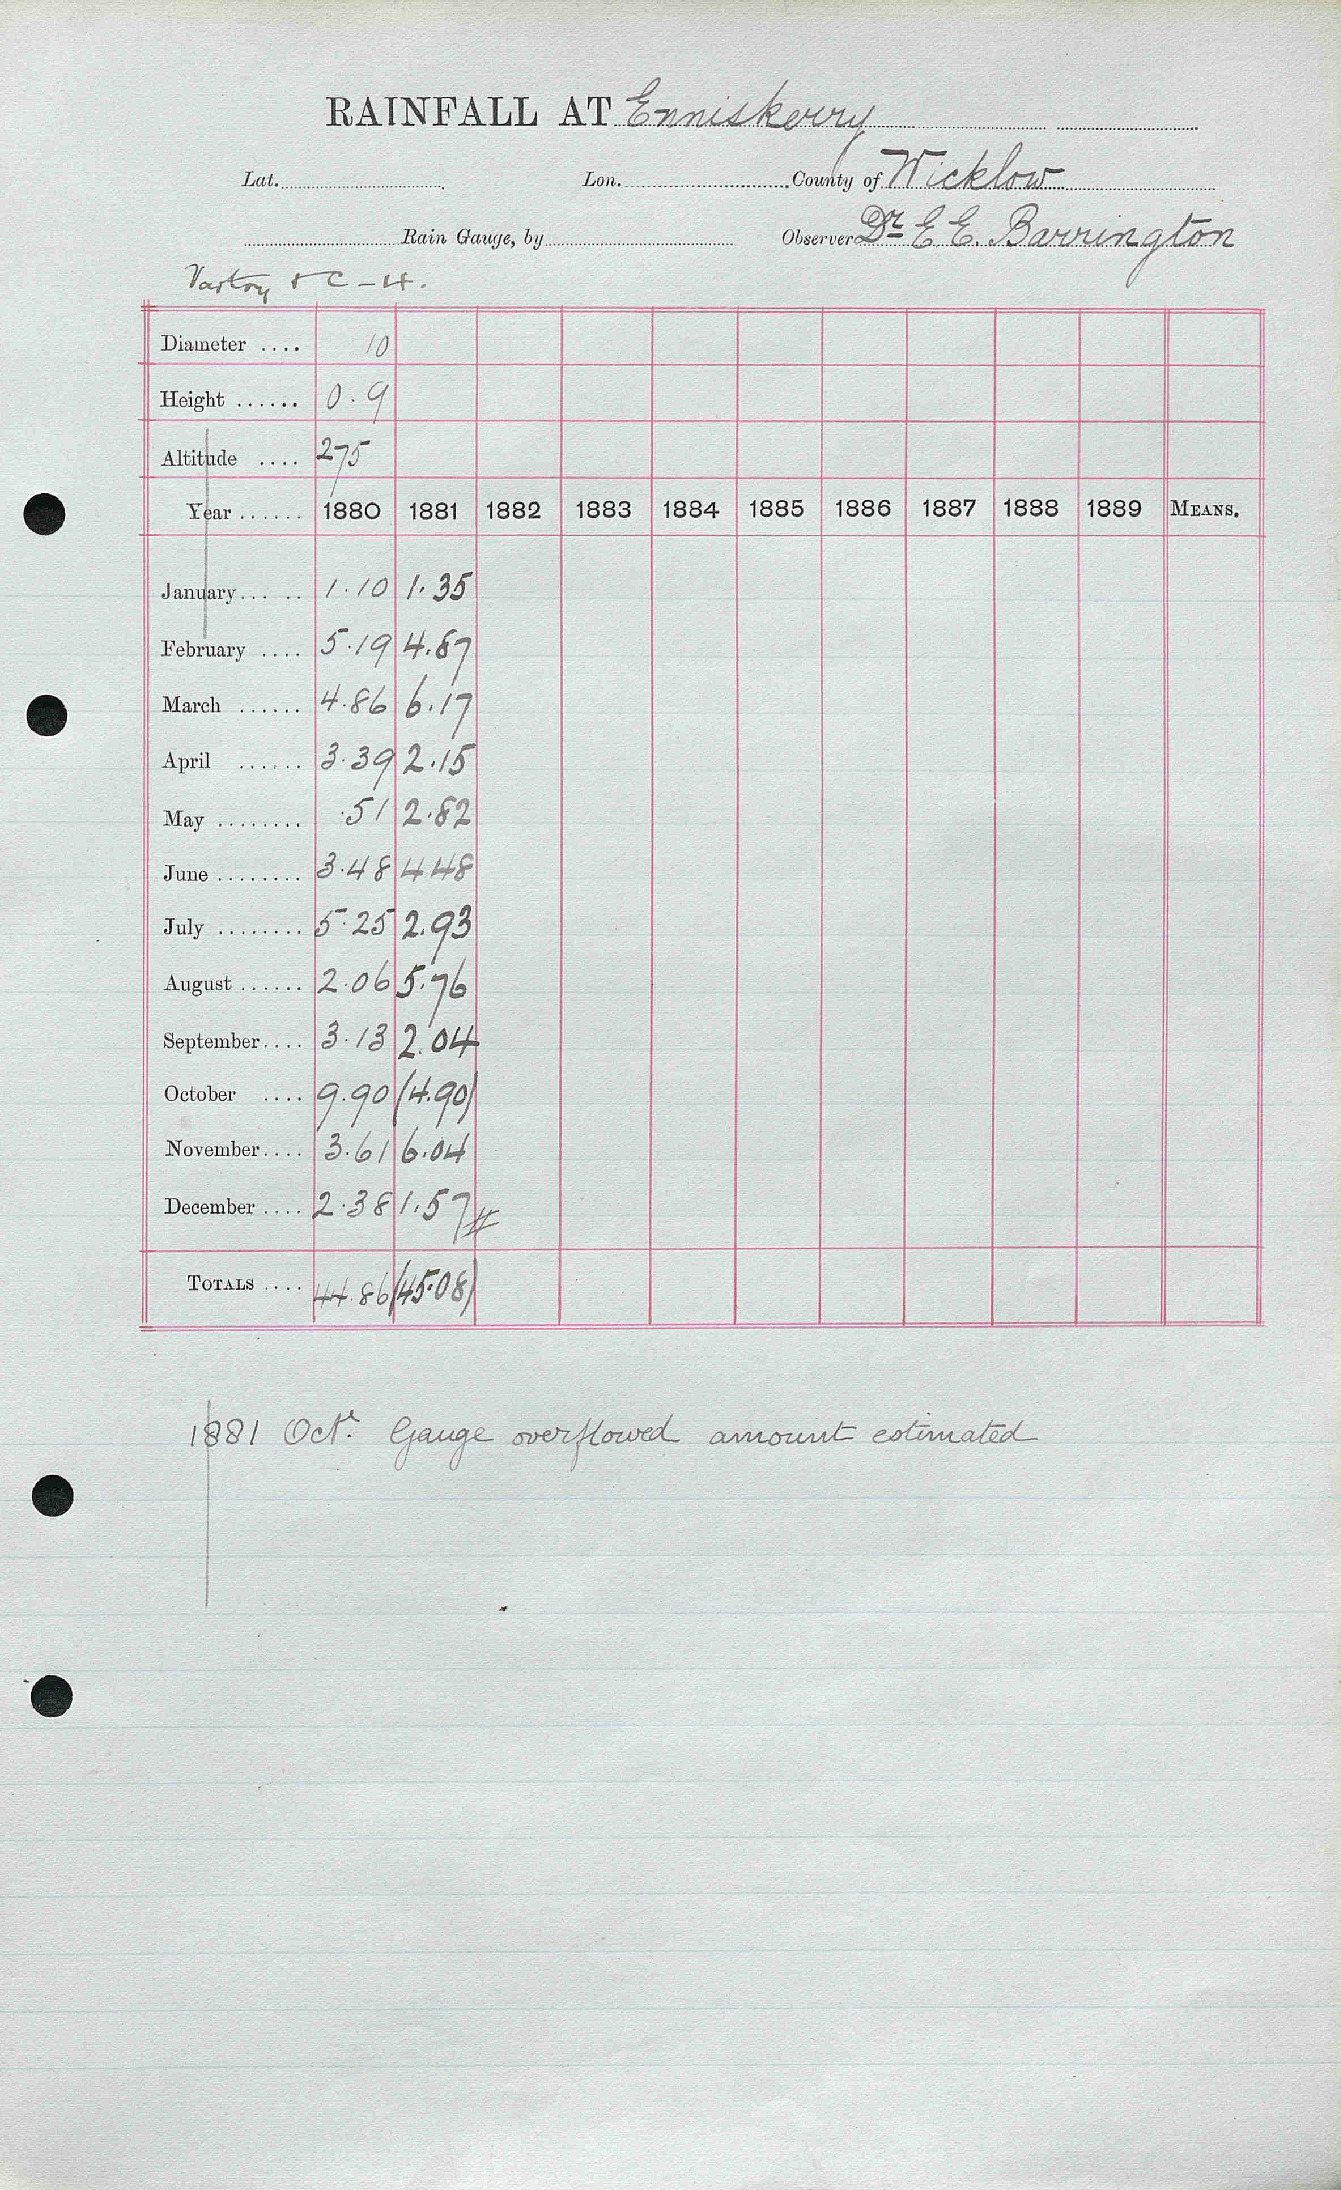 RAINFALL AT Enniskerry
Lat. Lon. County of Wicklow
Rain Gauge, by Observer Dr E E. Barrington
Vartry & C - H.
Diameter .... 10
Height ...... 0.9
Altitude .... 275
Year ...... 1880 1881 1882 1883 1884 1885 1886 1887 1888 1889 MEANS.
January... .. 1.10 1.35
February .... 5.19 4.87
March ...... 4.86 6.17
April ...... 3.39 2.15
May ........ .51 2.82
June ........ 3.48 4.48
July ........ 5.25 2.93
August ...... 2.06 5.76
September.... 3.13 2.04
October .... 9.90 (4.90)
November.... 3.61 6.04
December .... 2.38 1.57
TOTALS .... 44.86 (45.08)
1881 Octr. Gauge overflowed amount estimated